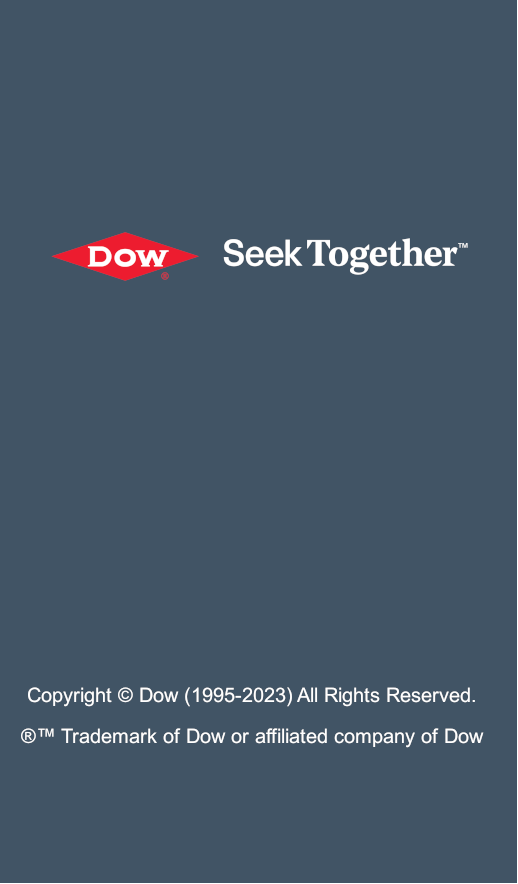 Dow®
Seek Together™
Copyright © Dow (1995-2023) All Rights Reserved.
®™ Trademark of Dow or affiliated company of Dow